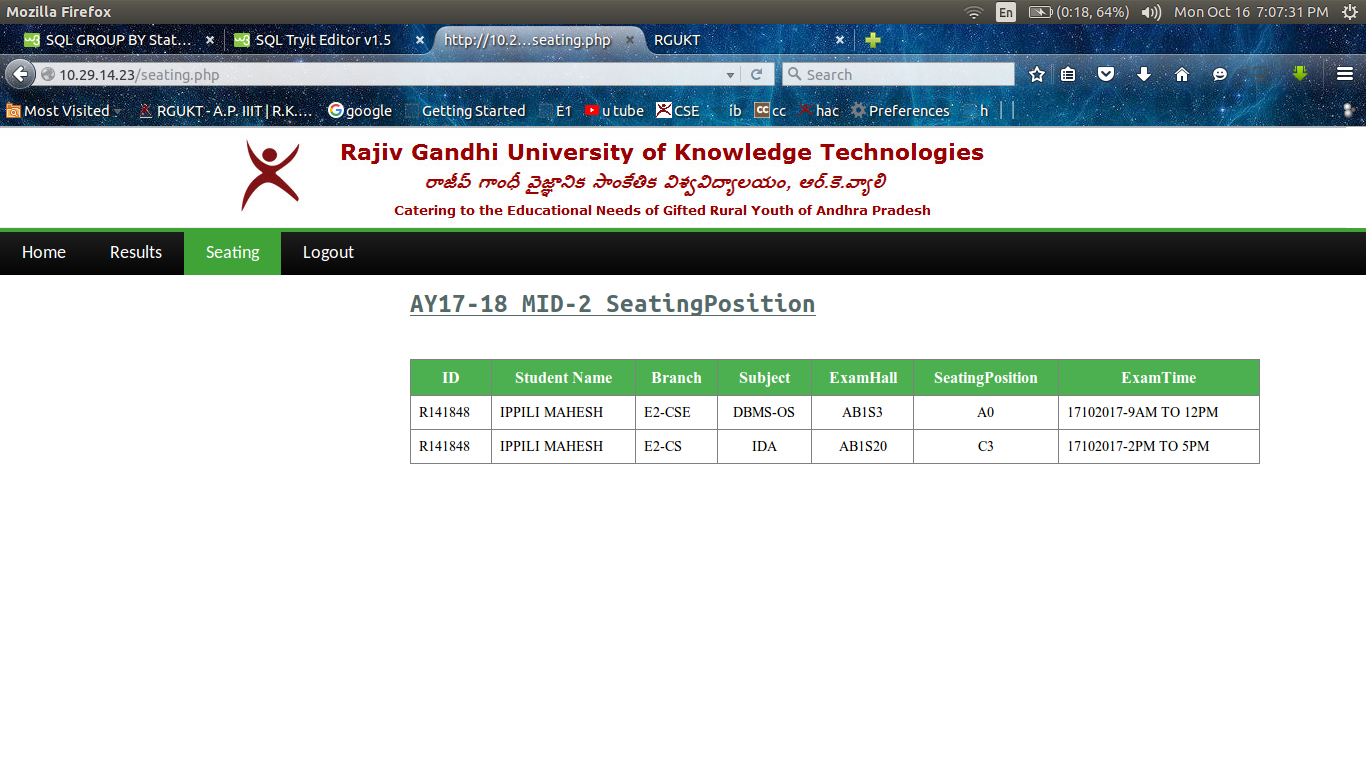 Mozilla Firefox En (0:18, 64%) Mon Oct 16 7:07:31 PM
SQL GROUP BY Stat... × SQL Tryit Editor v1.5 × http://10.2...seating.php × RGUKT ×
10.29.14.23/seating.php Search
Most Visited RGUKT - A.P. IIIT | R.K.... google Getting Started E1 u tube CSE ib cc hac Preferences h
Rajiv Gandhi University of Knowledge Technologies
రాజీవ్ గాంధీ వైజ్ఞానిక సాంకేతిక విశ్వవిద్యాలయం, ఆర్.కె.వ్యాలి
Catering to the Educational Needs of Gifted Rural Youth of Andhra Pradesh
Home Results Seating Logout
AY17-18 MID-2 SeatingPosition
ID Student Name Branch Subject ExamHall SeatingPosition ExamTime
R141848 IPPILI MAHESH E2-CSE DBMS-OS AB1S3 A0 17102017-9AM TO 12PM
R141848 IPPILI MAHESH E2-CS IDA AB1S20 C3 17102017-2PM TO 5PM